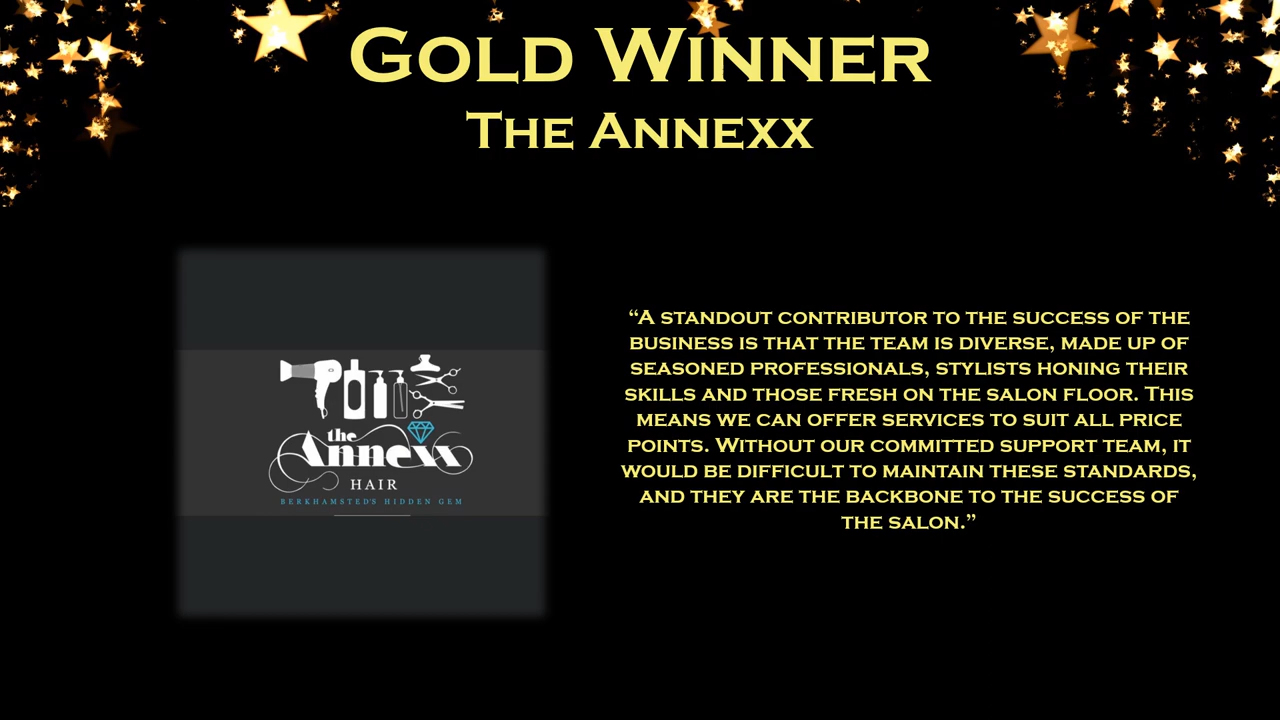 GOLD WINNER
THE ANNEXX
the
Annexx
HAIR
BERKHAMSTED'S HIDDEN GEM
“A STANDOUT CONTRIBUTOR TO THE SUCCESS OF THE
BUSINESS IS THAT THE TEAM IS DIVERSE, MADE UP OF
SEASONED PROFESSIONALS, STYLISTS HONING THEIR
SKILLS AND THOSE FRESH ON THE SALON FLOOR. THIS
MEANS WE CAN OFFER SERVICES TO SUIT ALL PRICE
POINTS. WITHOUT OUR COMMITTED SUPPORT TEAM, IT
WOULD BE DIFFICULT TO MAINTAIN THESE STANDARDS,
AND THEY ARE THE BACKBONE TO THE SUCCESS OF
THE SALON.”